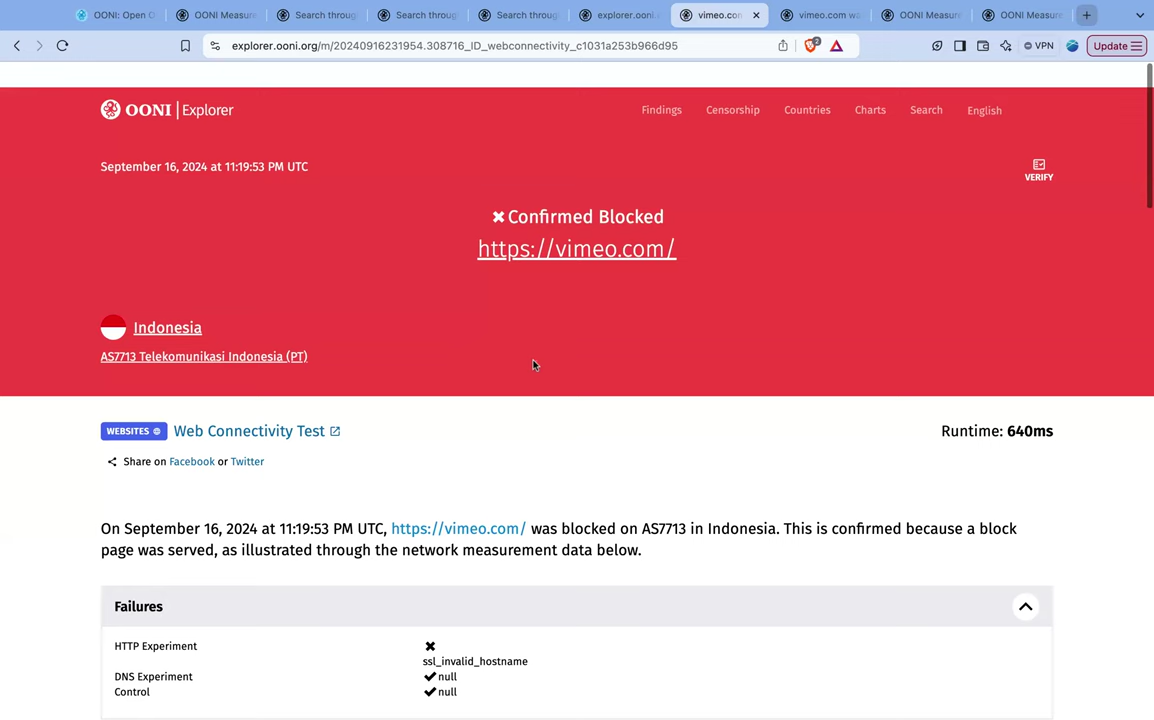 OONI: Open O
OONI Measurem
Search throug
Search throug
Search throug
explorer.ooni.o
vimeo.com
vimeo.com wa
OONI Measure
OONI Measure
explorer.ooni.org/m/20240916231954.308716_ID_webconnectivity_c1031a253b966d95
2
VPN
Update
OONI | Explorer
Findings
Censorship
Countries
Charts
Search
English
September 16, 2024 at 11:19:53 PM UTC
VERIFY
✖ Confirmed Blocked
https://vimeo.com/
Indonesia
AS7713 Telekomunikasi Indonesia (PT)
WEBSITES Web Connectivity Test
Runtime: 640ms
Share on Facebook or Twitter
On September 16, 2024 at 11:19:53 PM UTC, https://vimeo.com/ was blocked on AS7713 in Indonesia. This is confirmed because a block
page was served, as illustrated through the network measurement data below.
Failures
HTTP Experiment ✖
ssl_invalid_hostname
DNS Experiment ✔ null
Control ✔ null